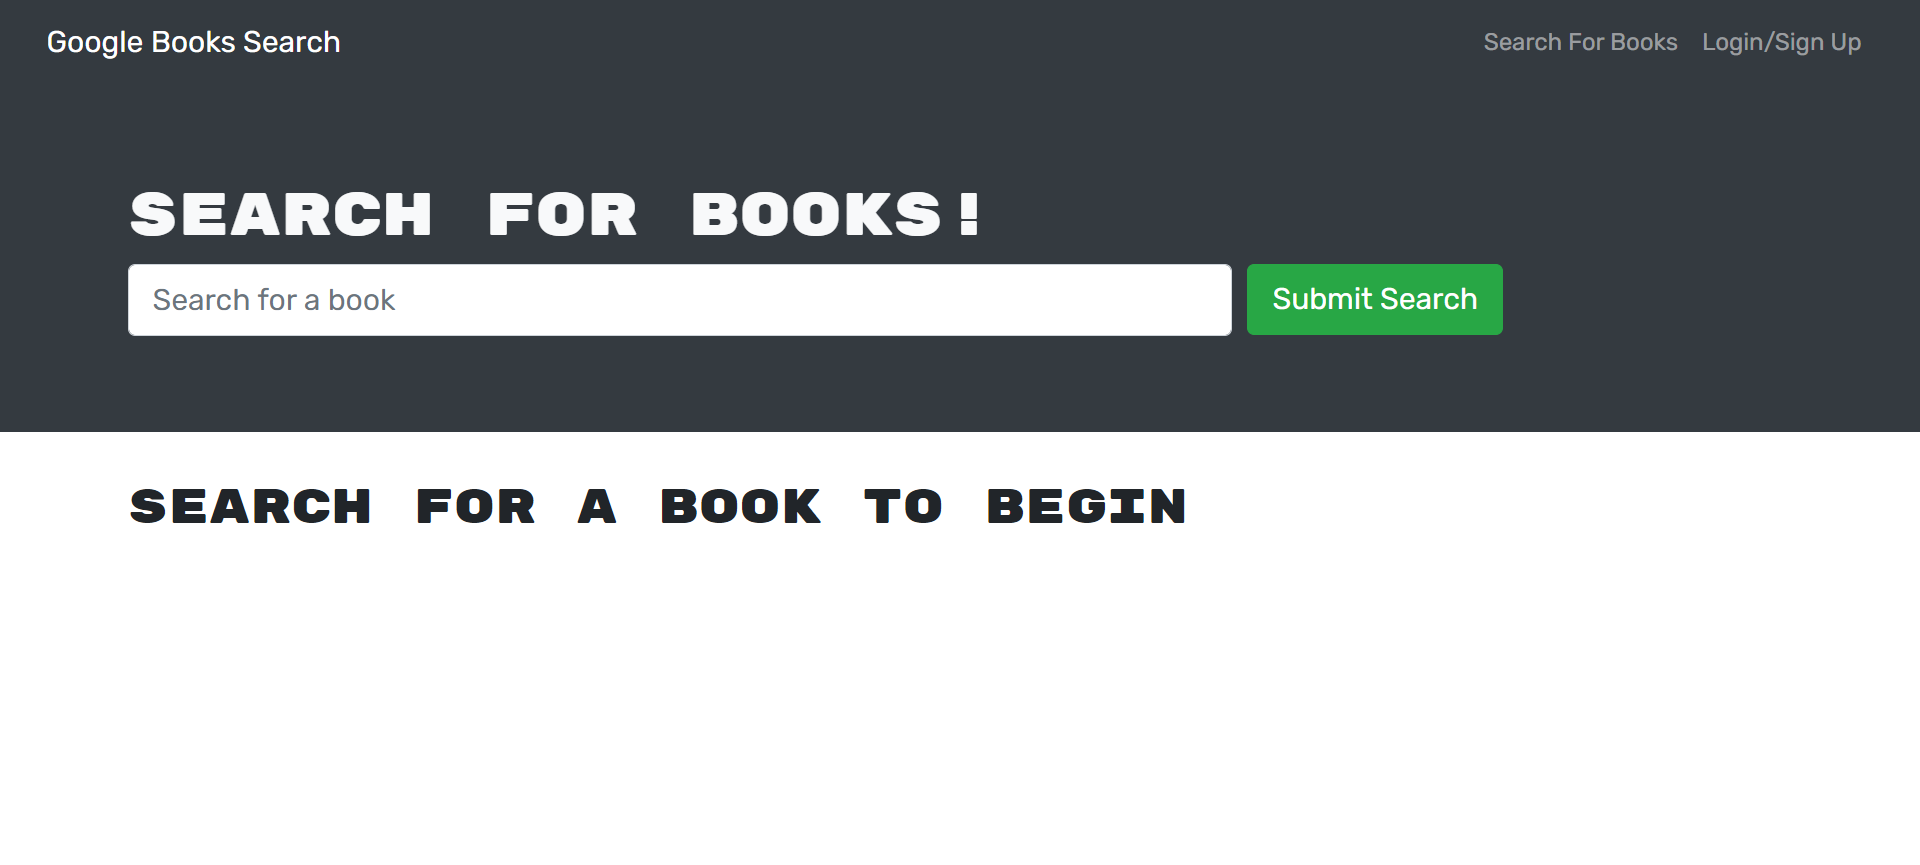 Google Books Search
Search For Books
Login/Sign Up
SEARCH FOR BOOKS!
Search for a book
Submit Search
SEARCH FOR A BOOK TO BEGIN